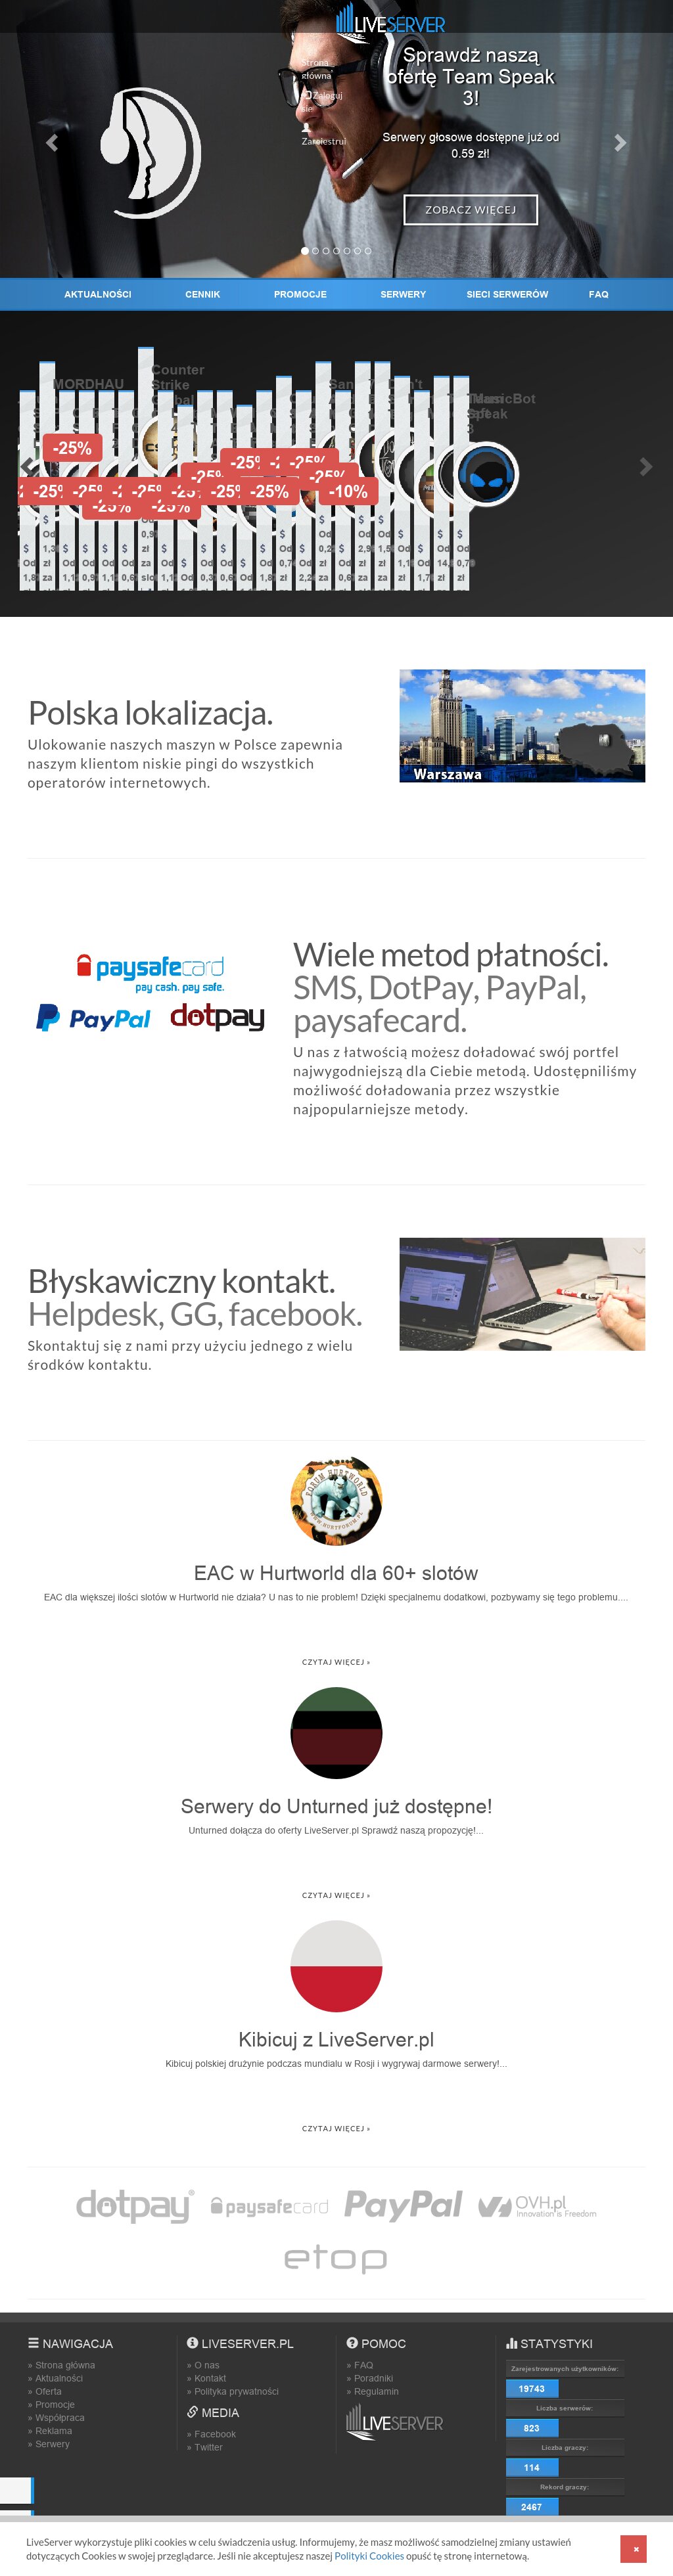 LIVESERVER
Strona
główna
Zaloguj
się
Zarejestruj
Sprawdź naszą
ofertę Team Speak
3!
Serwery głosowe dostępne już od
0.59 zł!
ZOBACZ WIĘCEJ
AKTUALNOŚCI CENNIK PROMOCJE SERWERY SIECI SERWERÓW FAQ
Counter
Strike
MORDHAU
MusicBot
-25%
-25%
-25%
-10%
Polska lokalizacja.
Ulokowanie naszych maszyn w Polsce zapewnia
naszym klientom niskie pingi do wszystkich
operatorów internetowych.
Warszawa
paysafecard
pay cash. pay safe.
PayPal dotpay
Wiele metod płatności.
SMS, DotPay, PayPal,
paysafecard.
U nas z łatwością możesz doładować swój portfel
najwygodniejszą dla Ciebie metodą. Udostępniliśmy
możliwość doładowania przez wszystkie
najpopularniejsze metody.
Błyskawiczny kontakt.
Helpdesk, GG, facebook.
Skontaktuj się z nami przy użyciu jednego z wielu
środków kontaktu.
FORUM HURTWORLD
EAC w Hurtworld dla 60+ slotów
EAC dla większej ilości slotów w Hurtworld nie działa? U nas to nie problem! Dzięki specjalnemu dodatkowi, pozbywamy się tego problemu....
CZYTAJ WIĘCEJ »
Serwery do Unturned już dostępne!
Unturned dołącza do oferty LiveServer.pl Sprawdź naszą propozycję!...
CZYTAJ WIĘCEJ »
Kibicuj z LiveServer.pl
Kibicuj polskiej drużynie podczas mundialu w Rosji i wygrywaj darmowe serwery!...
CZYTAJ WIĘCEJ »
dotpay® paysafecard PayPal OVH.pl
Innovation is Freedom
etop
NAWIGACJA
» Strona główna
» Aktualności
» Oferta
» Promocje
» Współpraca
» Reklama
» Serwery
LIVESERVER.PL
» O nas
» Kontakt
» Polityka prywatności
MEDIA
» Facebook
» Twitter
POMOC
» FAQ
» Poradniki
» Regulamin
LIVESERVER
STATYSTYKI
Zarejestrowanych użytkowników:
19743
Liczba serwerów:
823
Liczba graczy:
114
Rekord graczy:
2467
LiveServer wykorzystuje pliki cookies w celu świadczenia usług. Informujemy, że masz możliwość samodzielnej zmiany ustawień
dotyczących Cookies w swojej przeglądarce. Jeśli nie akceptujesz naszej Polityki Cookies opuść tę stronę internetową.